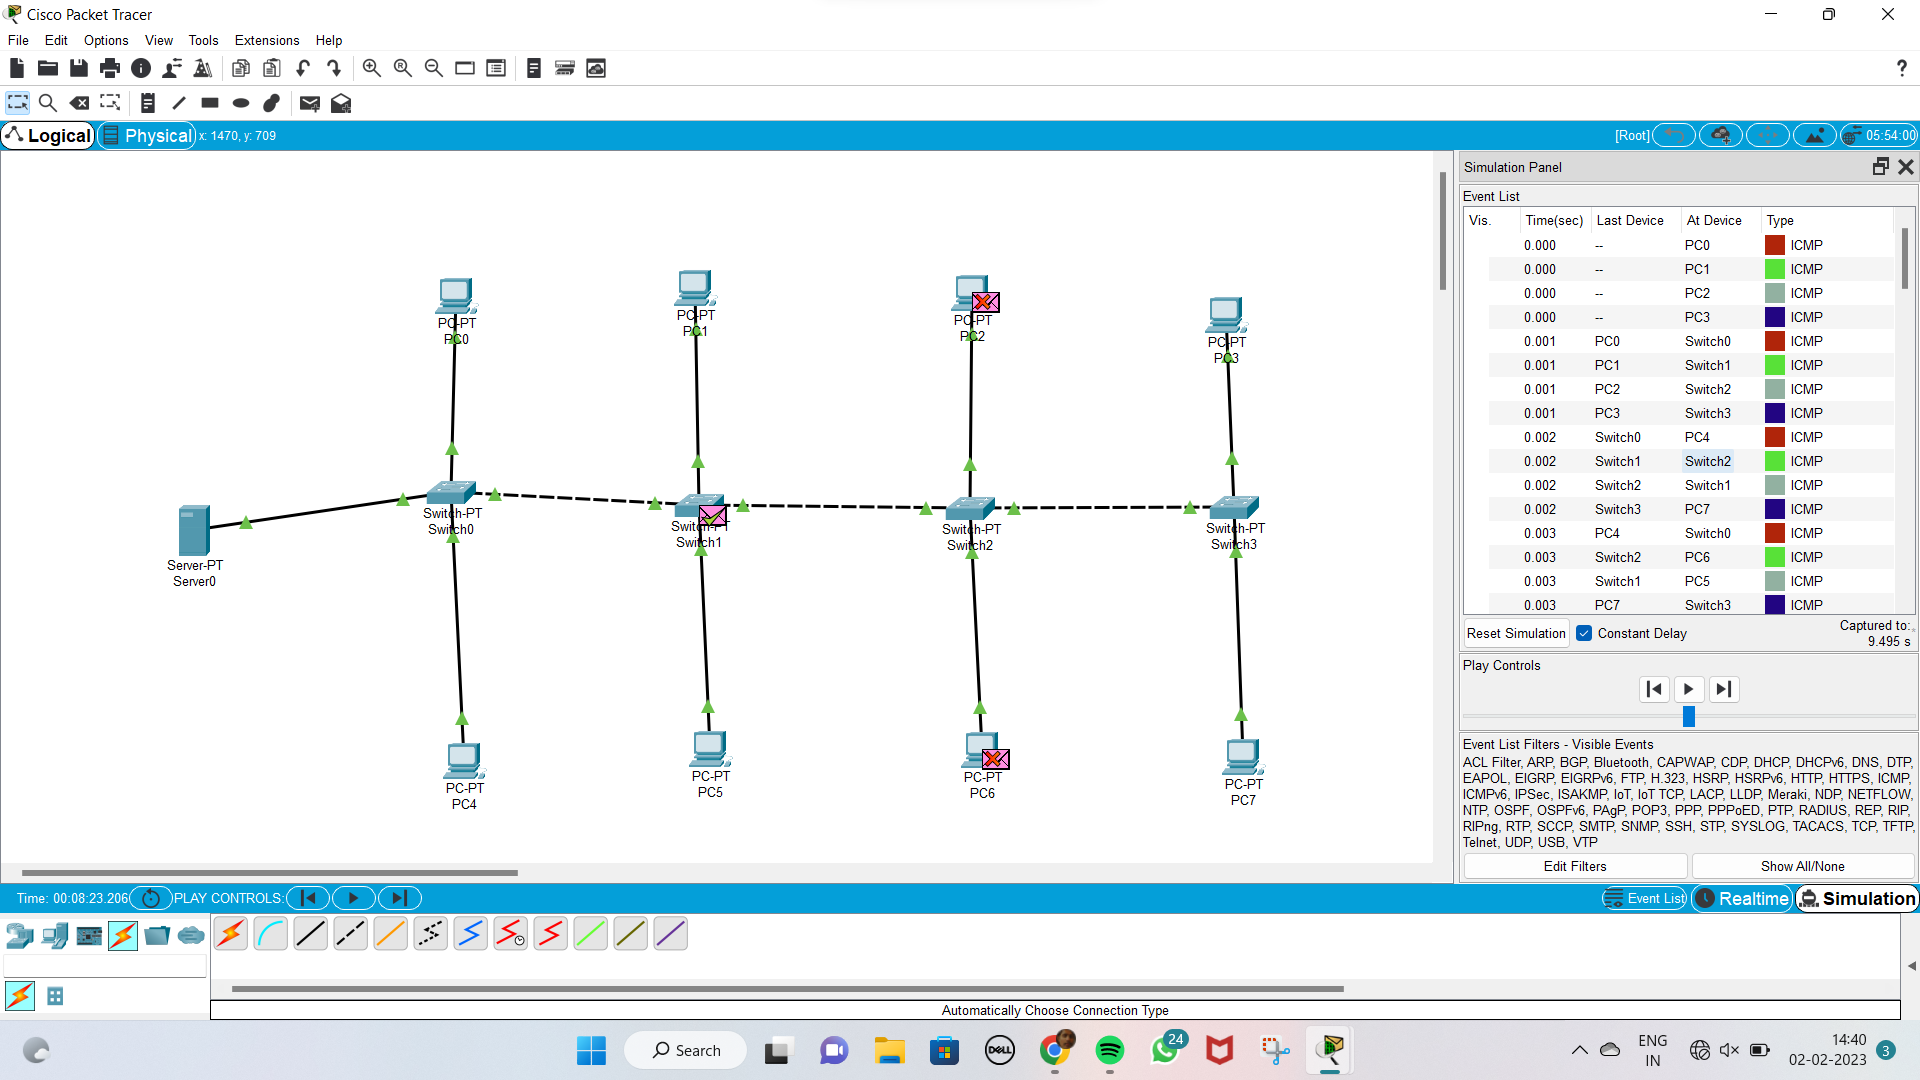 Cisco Packet Tracer
File Edit Options View Tools Extensions Help
Logical Physical x: 1470, y: 709 [Root] 05:54:00
Simulation Panel
Event List
Vis. Time(sec) Last Device At Device Type
0.000 -- PC0 ICMP
0.000 -- PC1 ICMP
0.000 -- PC2 ICMP
0.000 -- PC3 ICMP
0.001 PC0 Switch0 ICMP
0.001 PC1 Switch1 ICMP
0.001 PC2 Switch2 ICMP
0.001 PC3 Switch3 ICMP
0.002 Switch0 PC4 ICMP
0.002 Switch1 Switch2 ICMP
0.002 Switch2 Switch1 ICMP
0.002 Switch3 PC7 ICMP
0.003 PC4 Switch0 ICMP
0.003 Switch2 PC6 ICMP
0.003 Switch1 PC5 ICMP
0.003 PC7 Switch3 ICMP
Reset Simulation Constant Delay Captured to:
9.495 s
Play Controls
Event List Filters - Visible Events
ACL Filter, ARP, BGP, Bluetooth, CAPWAP, CDP, DHCP, DHCPv6, DNS, DTP,
EAPOL, EIGRP, EIGRPv6, FTP, H.323, HSRP, HSRPv6, HTTP, HTTPS, ICMP,
ICMPv6, IPSec, ISAKMP, IoT, IoT TCP, LACP, LLDP, Meraki, NDP, NETFLOW,
NTP, OSPF, OSPFv6, PAgP, POP3, PPP, PPPoED, PTP, RADIUS, REP, RIP,
RIPng, RTP, SCCP, SMTP, SNMP, SSH, STP, SYSLOG, TACACS, TCP, TFTP,
Telnet, UDP, USB, VTP
Edit Filters Show All/None
PC-PT
PC0
PC-PT
PC1
PC-PT
PC2
PC-PT
PC3
Server-PT
Server0
Switch-PT
Switch0
Switch-PT
Switch1
Switch-PT
Switch2
Switch-PT
Switch3
PC-PT
PC4
PC-PT
PC5
PC-PT
PC6
PC-PT
PC7
Time: 00:08:23.206 PLAY CONTROLS: Event List Realtime Simulation
Automatically Choose Connection Type
Search DELL 24 ENG
IN
14:40
02-02-2023 3